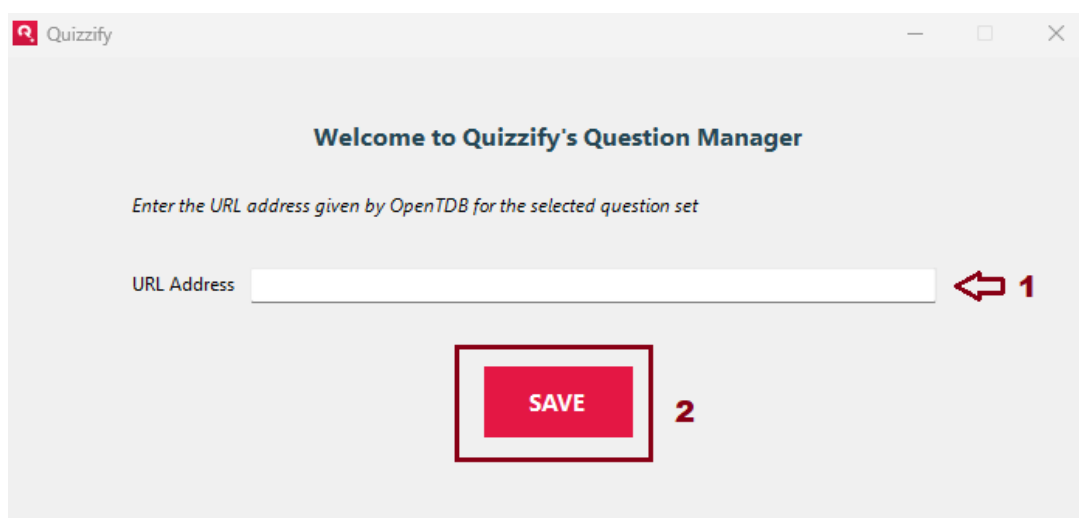 Quizzify
Welcome to Quizzify's Question Manager
Enter the URL address given by OpenTDB for the selected question set
URL Address
1
SAVE
2